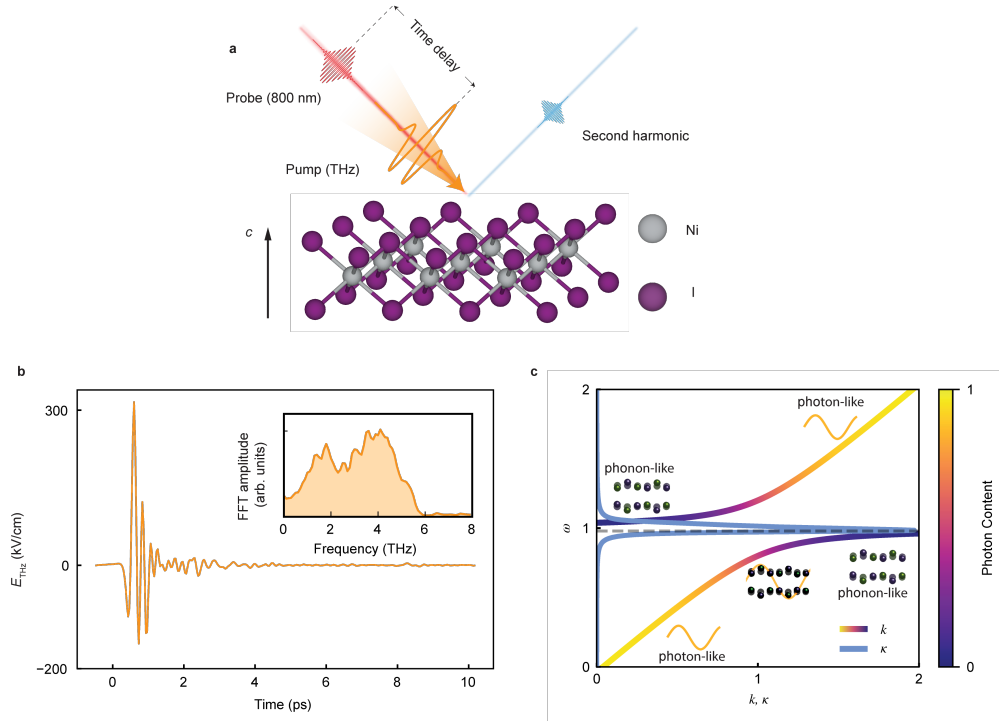 a
Time delay
Probe (800 nm)
Second harmonic
Pump (THz)
c
Ni
I
b
300
0
−200
E_THz (kV/cm)
0
2
4
6
8
10
Time (ps)
FFT amplitude
(arb. units)
0
2
4
6
8
Frequency (THz)
c
2
1
0
ω
photon-like
phonon-like
phonon-like
photon-like
k
κ
0
1
2
k, κ
1
0
Photon Content